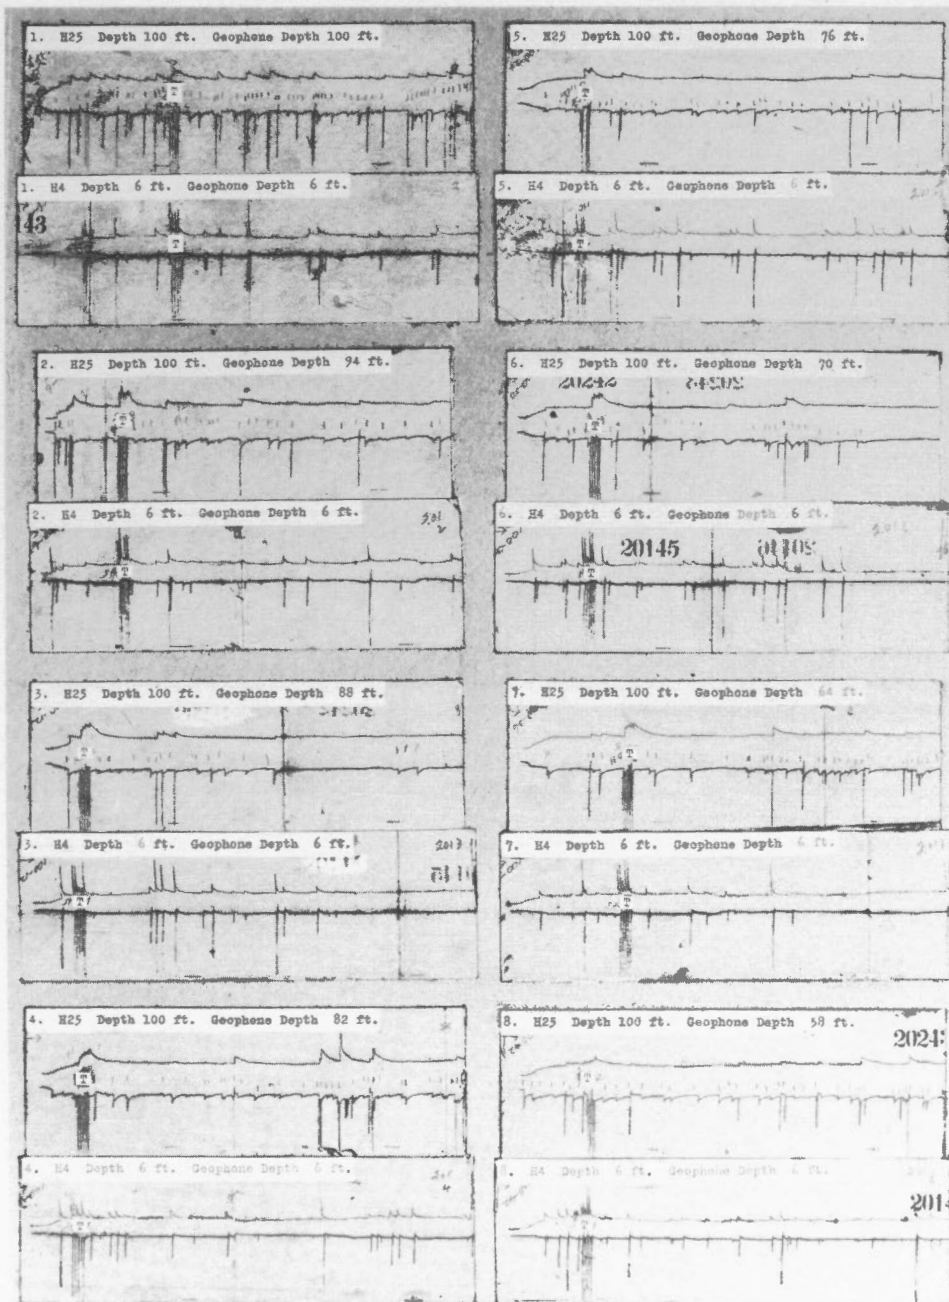 1. H25 Depth 100 ft. Geophone Depth 100 ft.
T
1. H4 Depth 6 ft. Geophone Depth 6 ft.
143
T
2. H25 Depth 100 ft. Geophone Depth 94 ft.
T
2. H4 Depth 6 ft. Geophone Depth 6 ft.
T
3. H25 Depth 100 ft. Geophone Depth 88 ft.
T
3. H4 Depth 6 ft. Geophone Depth 6 ft.
T
4. H25 Depth 100 ft. Geophone Depth 82 ft.
T
4. H4 Depth 6 ft. Geophone Depth 6 ft.
T
5. H25 Depth 100 ft. Geophone Depth 76 ft.
T
5. H4 Depth 6 ft. Geophone Depth 6 ft.
T
6. H25 Depth 100 ft. Geophone Depth 70 ft.
20242
T
6. H4 Depth 6 ft. Geophone Depth 6 ft.
20145
T
7. H25 Depth 100 ft. Geophone Depth 64 ft.
T
7. H4 Depth 6 ft. Geophone Depth 6 ft.
T
8. H25 Depth 100 ft. Geophone Depth 58 ft.
2024
T
8. H4 Depth 6 ft. Geophone Depth 6 ft.
2014
T